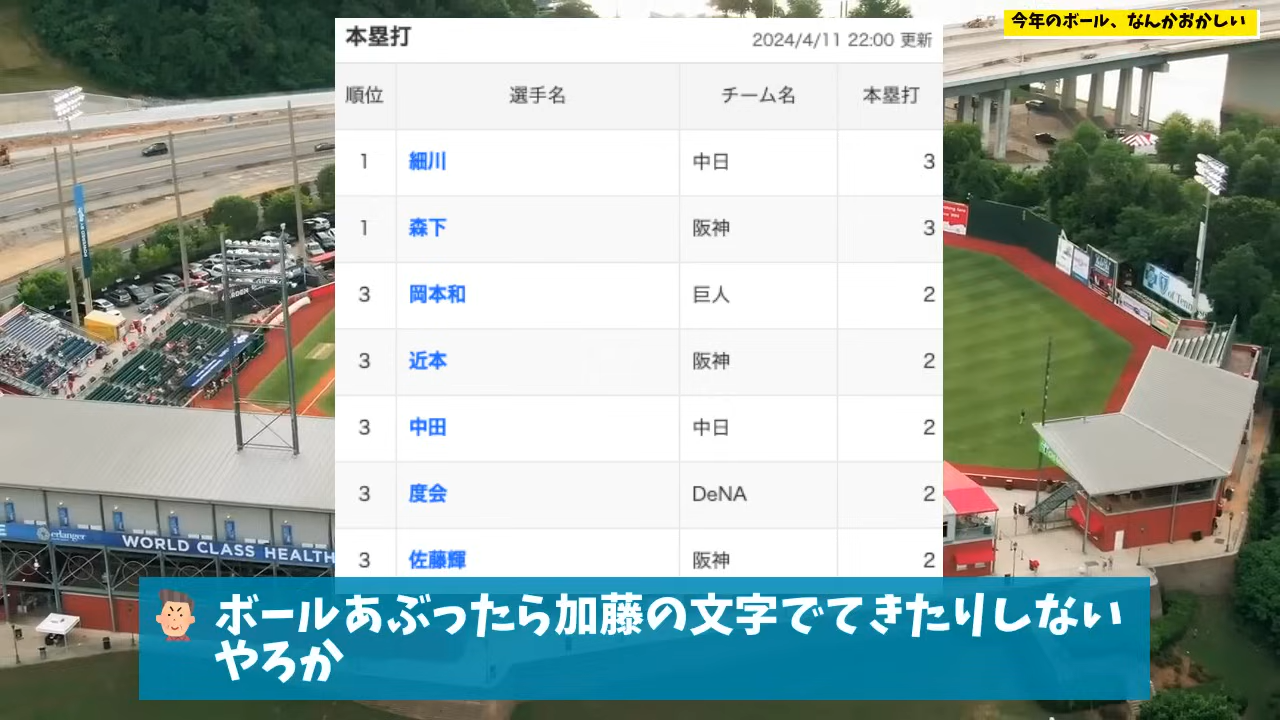 今年のボール、なんかおかしい
本塁打
2024/4/11 22:00 更新
順位 選手名 チーム名 本塁打
1 細川 中日 3
1 森下 阪神 3
3 岡本和 巨人 2
3 近本 阪神 2
3 中田 中日 2
3 度会 DeNA 2
3 佐藤輝 阪神 2
erlanger
WORLD CLASS HEALTH
ボールあぶったら加藤の文字でてきたりしない
やろか